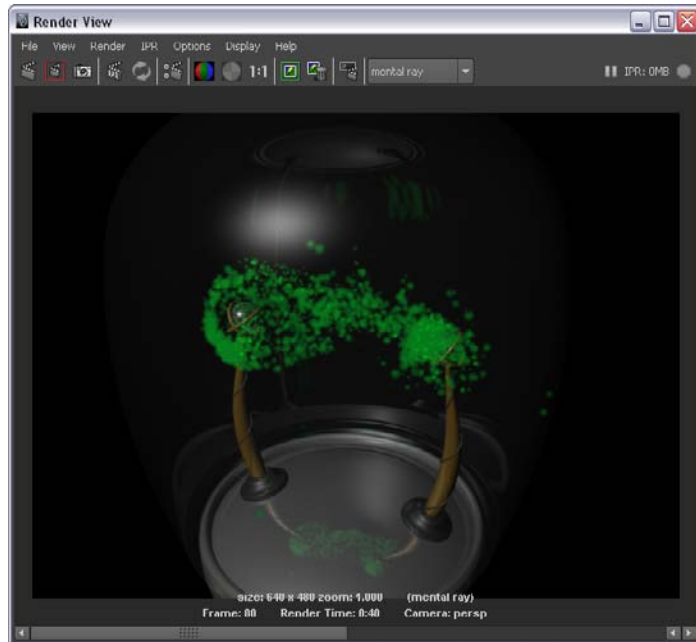 Render View
File View Render IPR Options Display Help
1:1 mental ray IPR: 0MB
size: 640 x 480 zoom: 1.000 (mental ray)
Frame: 80 Render Time: 0:40 Camera: persp